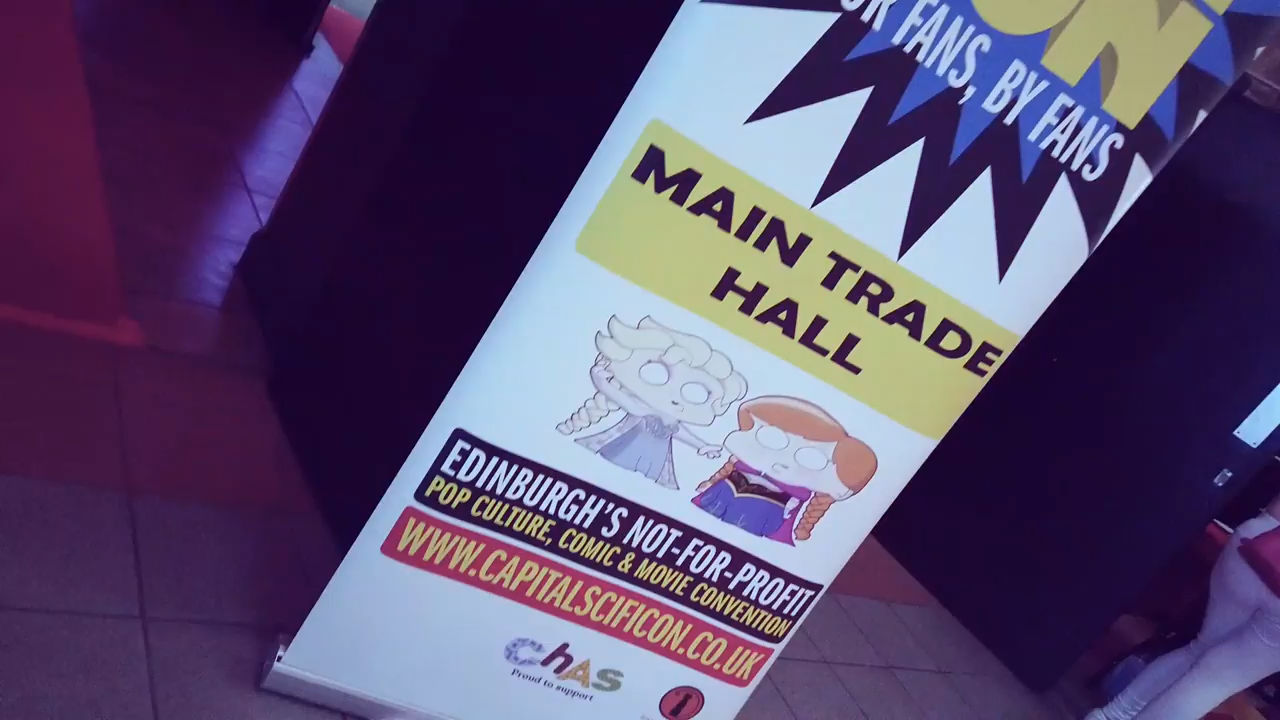 FANS, BY FANS
MAIN TRADE
HALL
EDINBURGH'S NOT-FOR-PROFIT
POP CULTURE, COMIC & MOVIE CONVENTION
WWW.CAPITALSCIFICON.CO.UK
CHAS
Proud to support